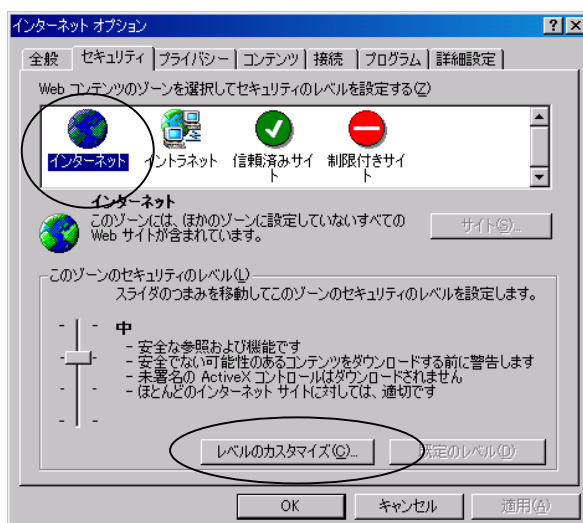 インターネット オプション
全般 セキュリティ プライバシー コンテンツ 接続 プログラム 詳細設定
Web コンテンツのゾーンを選択してセキュリティのレベルを設定する(Z)
インターネット イントラネット 信頼済みサイ 制限付きサイ
ト ト
インターネット
このゾーンには、ほかのゾーンに設定していないすべての
Web サイトが含まれています。
サイト(S)...
このゾーンのセキュリティのレベル(L)
スライダのつまみを移動してこのゾーンのセキュリティのレベルを設定します。
中
- 安全な参照および機能です
- 安全でない可能性のあるコンテンツをダウンロードする前に警告します
- 未署名の ActiveX コントロールはダウンロードされません
- ほとんどのインターネット サイトに対しては、適切です
レベルのカスタマイズ(C)... 既定のレベル(D)
OK キャンセル 適用(A)